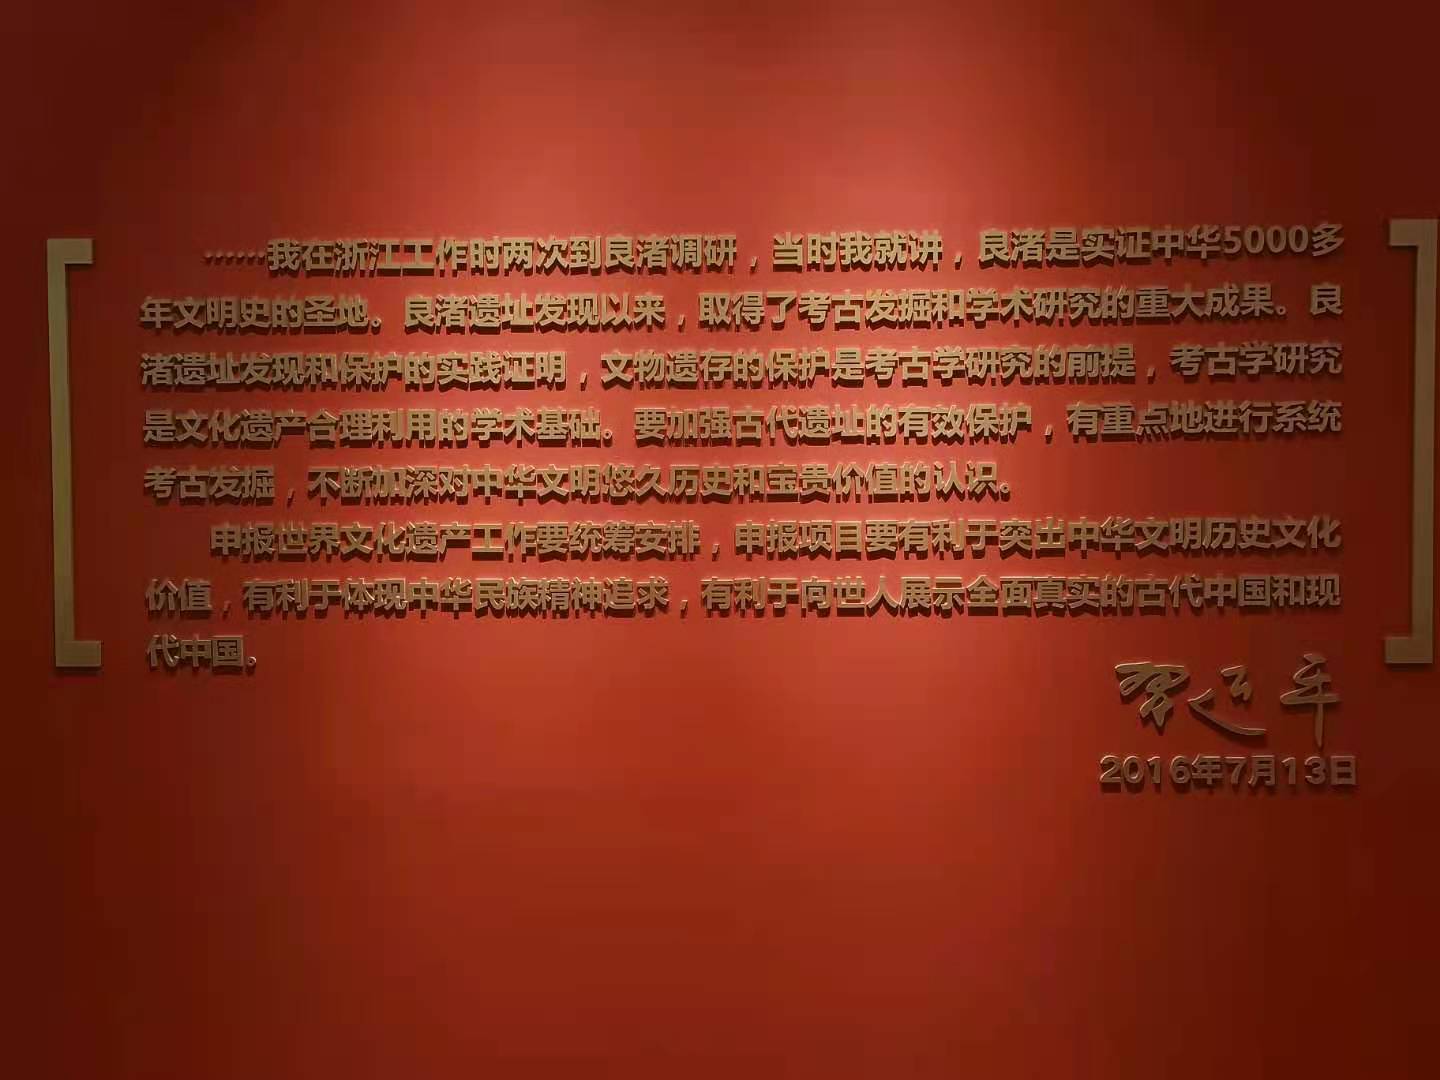 ……我在浙江工作时两次到良渚调研，当时我就讲，良渚是实证中华5000多
年文明史的圣地。良渚遗址发现以来，取得了考古发掘和学术研究的重大成果。良
渚遗址发现和保护的实践证明，文物遗存的保护是考古学研究的前提，考古学研究
是文化遗产合理利用的学术基础。要加强古代遗址的有效保护，有重点地进行系统
考古发掘，不断加深对中华文明悠久历史和宝贵价值的认识。
申报世界文化遗产工作要统筹安排，申报项目要有利于突出中华文明历史文化
价值，有利于体现中华民族精神追求，有利于向世人展示全面真实的古代中国和现
代中国。
习近平
2016年7月13日